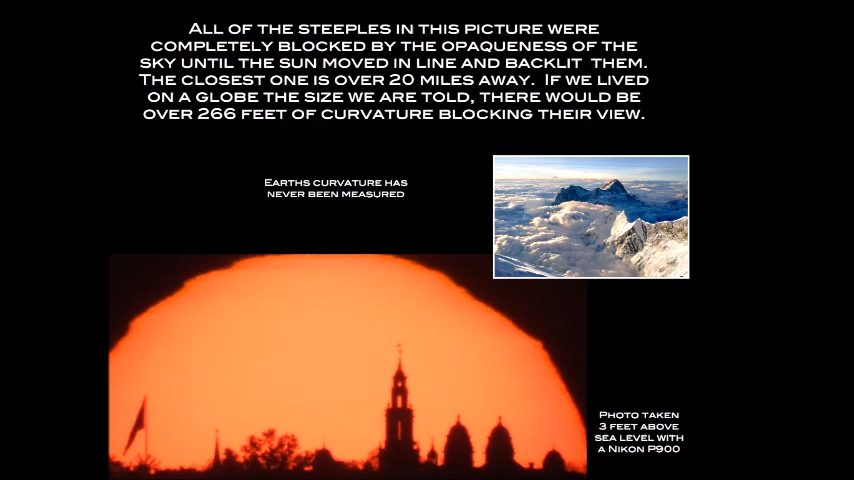 All of the steeples in this picture were
completely blocked by the opaqueness of the
sky until the sun moved in line and backlit them.
The closest one is over 20 miles away. If we lived
on a globe the size we are told, there would be
over 266 feet of curvature blocking their view.
Earths curvature has
never been measured
Photo taken
3 feet above
sea level with
a Nikon P900